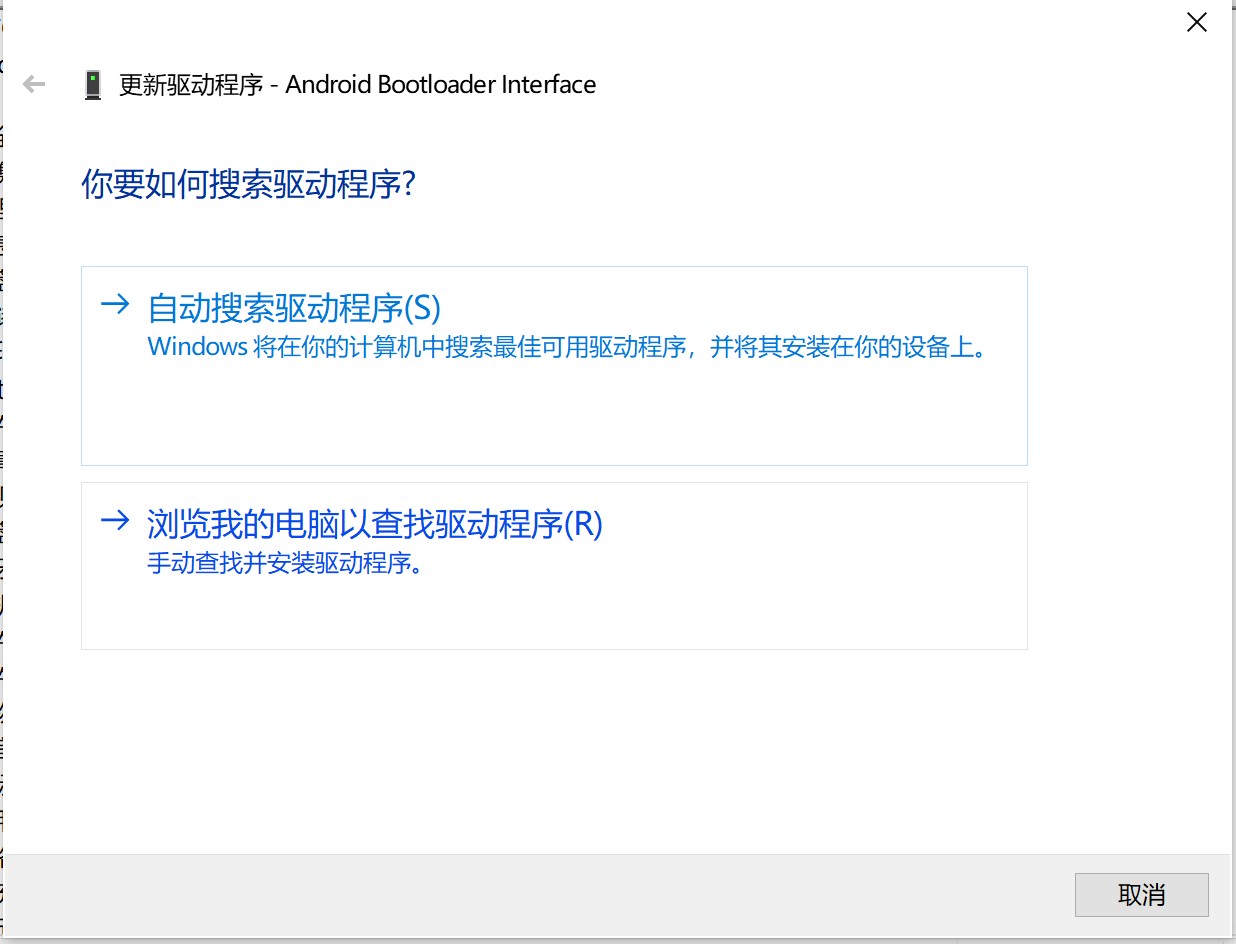 更新驱动程序 - Android Bootloader Interface
你要如何搜索驱动程序?
自动搜索驱动程序(S)
Windows 将在你的计算机中搜索最佳可用驱动程序，并将其安装在你的设备上。
浏览我的电脑以查找驱动程序(R)
手动查找并安装驱动程序。
取消